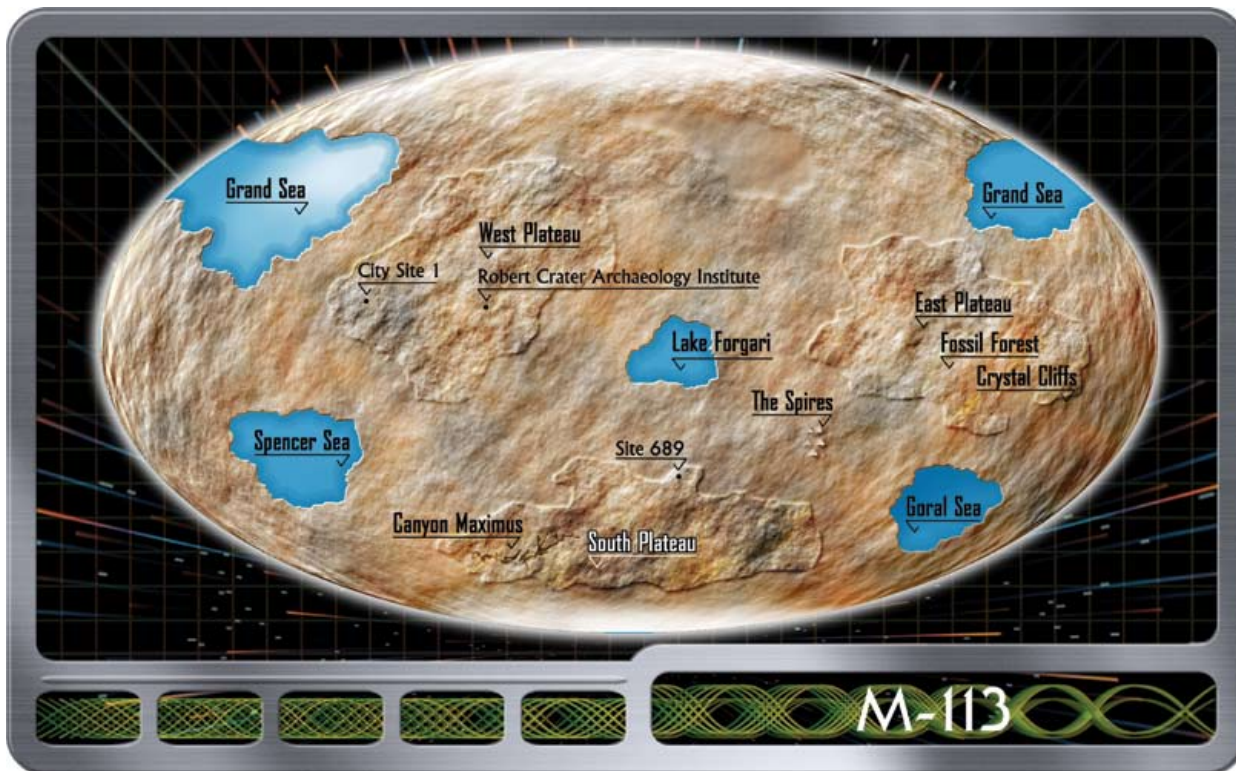 Grand Sea
Grand Sea
West Plateau
City Site 1
Robert Crater Archaeology Institute
East Plateau
Lake Forgari
Fossil Forest
Crystal Cliffs
The Spires
Spencer Sea
Site 689
Goral Sea
Canyon Maximus
South Plateau
M-113